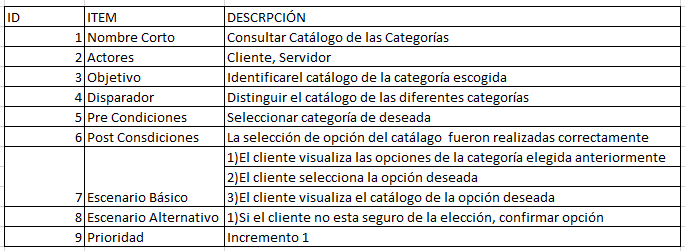 ID ITEM DESCRPCIÓN
1 Nombre Corto Consultar Catálogo de las Categorías
2 Actores Cliente, Servidor
3 Objetivo Identificarel catálogo de la categoría escogida
4 Disparador Distinguir el catálogo de las diferentes categorías
5 Pre Condiciones Seleccionar categoría de deseada
6 Post Consdiciones La selección de opción del catálago fueron realizadas correctamente
1)El cliente visualiza las opciones de la categoría elegida anteriormente
2)El cliente selecciona la opción deseada
7 Escenario Básico 3)El cliente visualiza el catálogo de la opción deseada
8 Escenario Alternativo 1)Si el cliente no esta seguro de la elección, confirmar opción
9 Prioridad Incremento 1